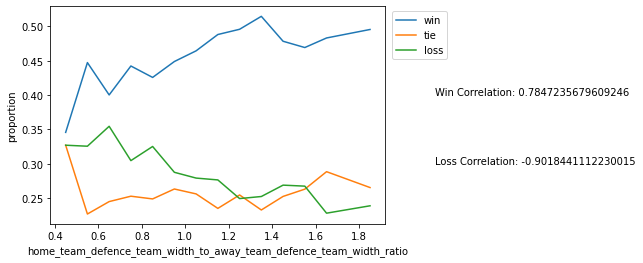 win
tie
loss
0.50
0.45
0.40
0.35
0.30
0.25
proportion
Win Correlation: 0.7847235679609246
Loss Correlation: -0.9018441112230015
0.4 0.6 0.8 1.0 1.2 1.4 1.6 1.8
home_team_defence_team_width_to_away_team_defence_team_width_ratio